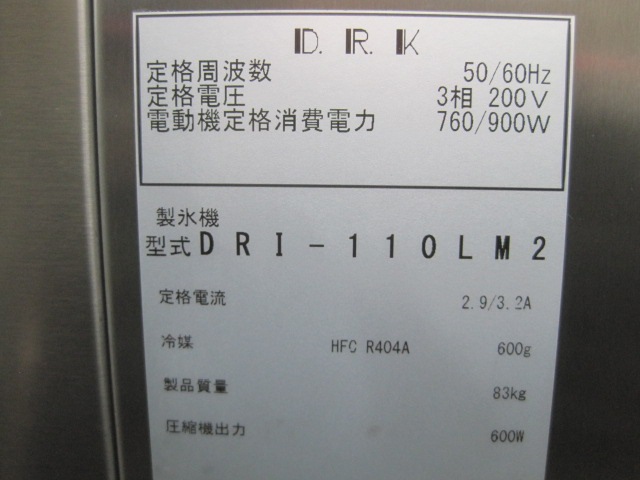 D.R.K
定格周波数 50/60Hz
定格電圧 3相 200V
電動機定格消費電力 760/900W
製氷機
型式 DRI-110LM2
定格電流 2.9/3.2A
冷媒 HFC R404A 600g
製品質量 83kg
圧縮機出力 600W